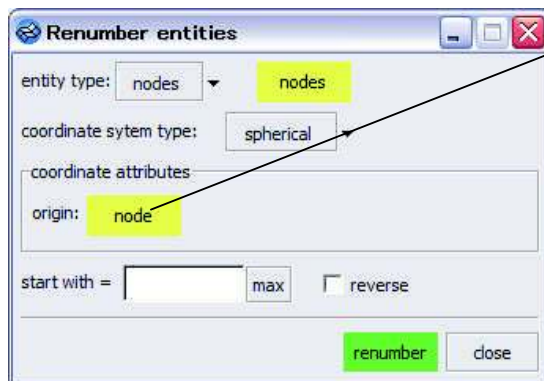 Renumber entities
entity type: nodes nodes
coordinate sytem type: spherical
coordinate attributes
origin: node
start with = max reverse
renumber close